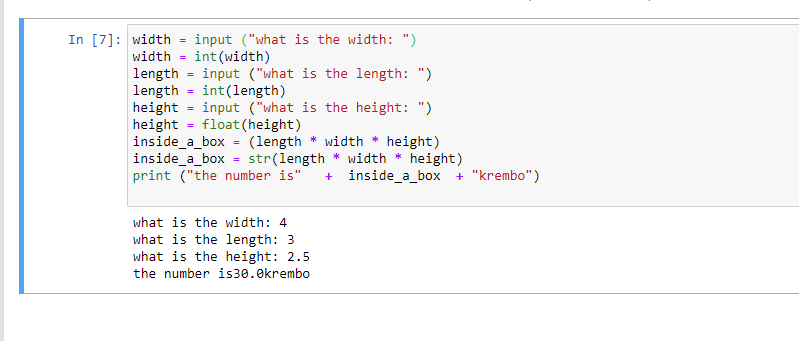 In [7]: width = input ("what is the width: ")
width = int(width)
length = input ("what is the length: ")
length = int(length)
height = input ("what is the height: ")
height = float(height)
inside_a_box = (length * width * height)
inside_a_box = str(length * width * height)
print ("the number is"   +  inside_a_box  + "krembo")
what is the width: 4
what is the length: 3
what is the height: 2.5
the number is30.0krembo